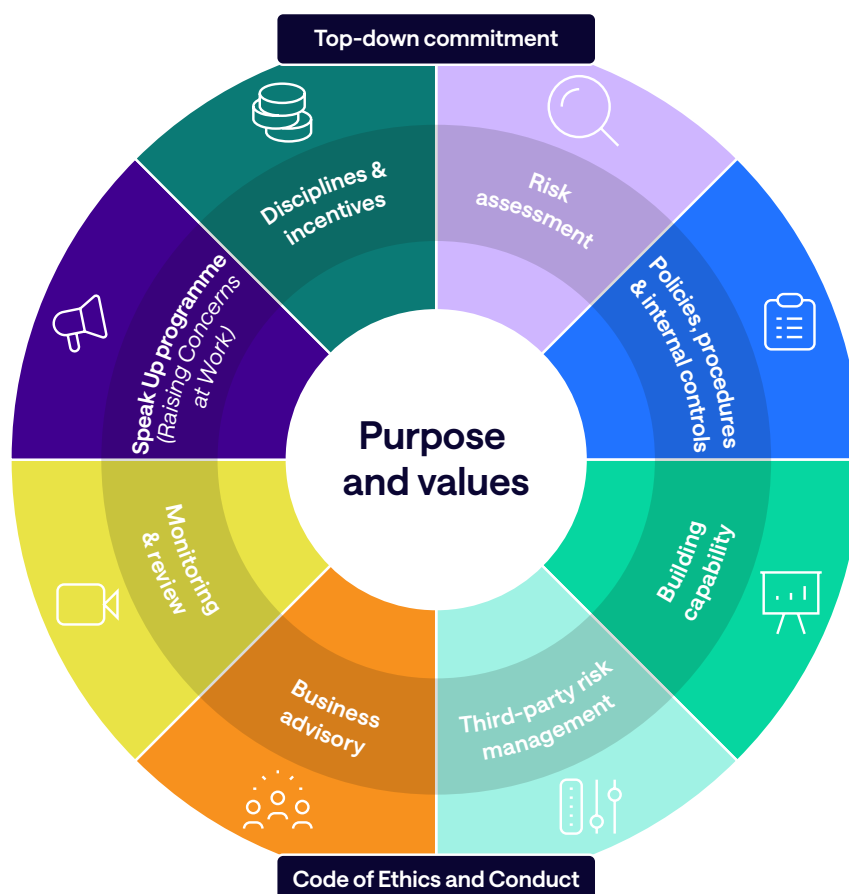 Top-down commitment
Risk
assessment
Policies, procedures
& internal controls
Building
capability
Third-party risk
management
Business
advisory
Monitoring
& review
Speak Up programme
(Raising Concerns
at Work)
Disciplines &
incentives
Purpose
and values
Code of Ethics and Conduct